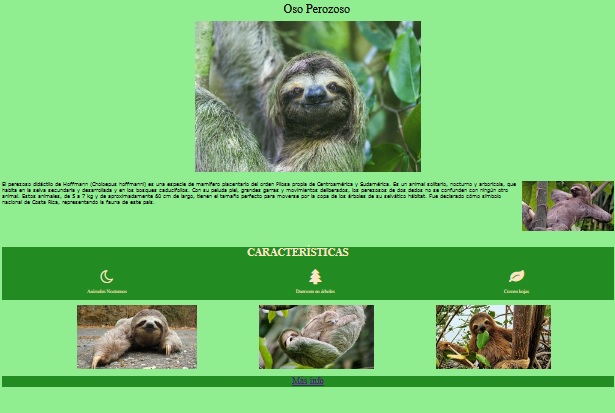 Oso Perozoso
El perezoso didáctilo de Hoffmann (Choloepus hoffmanni) es una especie de mamífero placentario del orden Pilosa propia de Centroamérica y Sudamérica. Es un animal solitario, nocturno y arborícola, que
habita en la selva secundaria y desarrollada y en los bosques caducifolios. Con su peluda piel, grandes garras y movimientos deliberados, los perezosos de dos dedos no se confunden con ningún otro
animal. Estos animales, de 5 a 7 kg y de aproximadamente 60 cm de largo, tienen el tamaño perfecto para moverse por la copa de los árboles de su selvático hábitat. Fue declarado cómo símbolo
nacional de Costa Rica, representando la fauna de este país.
CARACTERÍSTICAS
Animales Nocturnos
Duermen en árboles
Comen hojas
Mas info